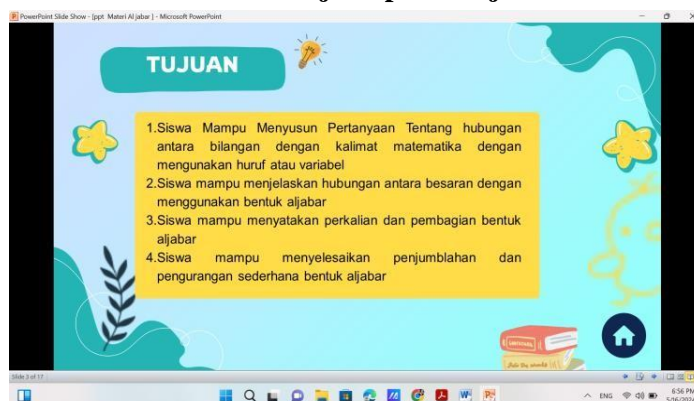 PowerPoint Slide Show - [ppt Materi Al jabar ] - Microsoft PowerPoint
TUJUAN
1.Siswa Mampu Menyusun Pertanyaan Tentang hubungan
antara bilangan dengan kalimat matematika dengan
mengunakan huruf atau variabel
2.Siswa mampu menjelaskan hubungan antara besaran dengan
menggunakan bentuk aljabar
3.Siswa mampu menyatakan perkalian dan pembagian bentuk
aljabar
4.Siswa mampu menyelesaikan penjumblahan dan
pengurangan sederhana bentuk aljabar
Slide 3 of 17
ENG
6:56 PM